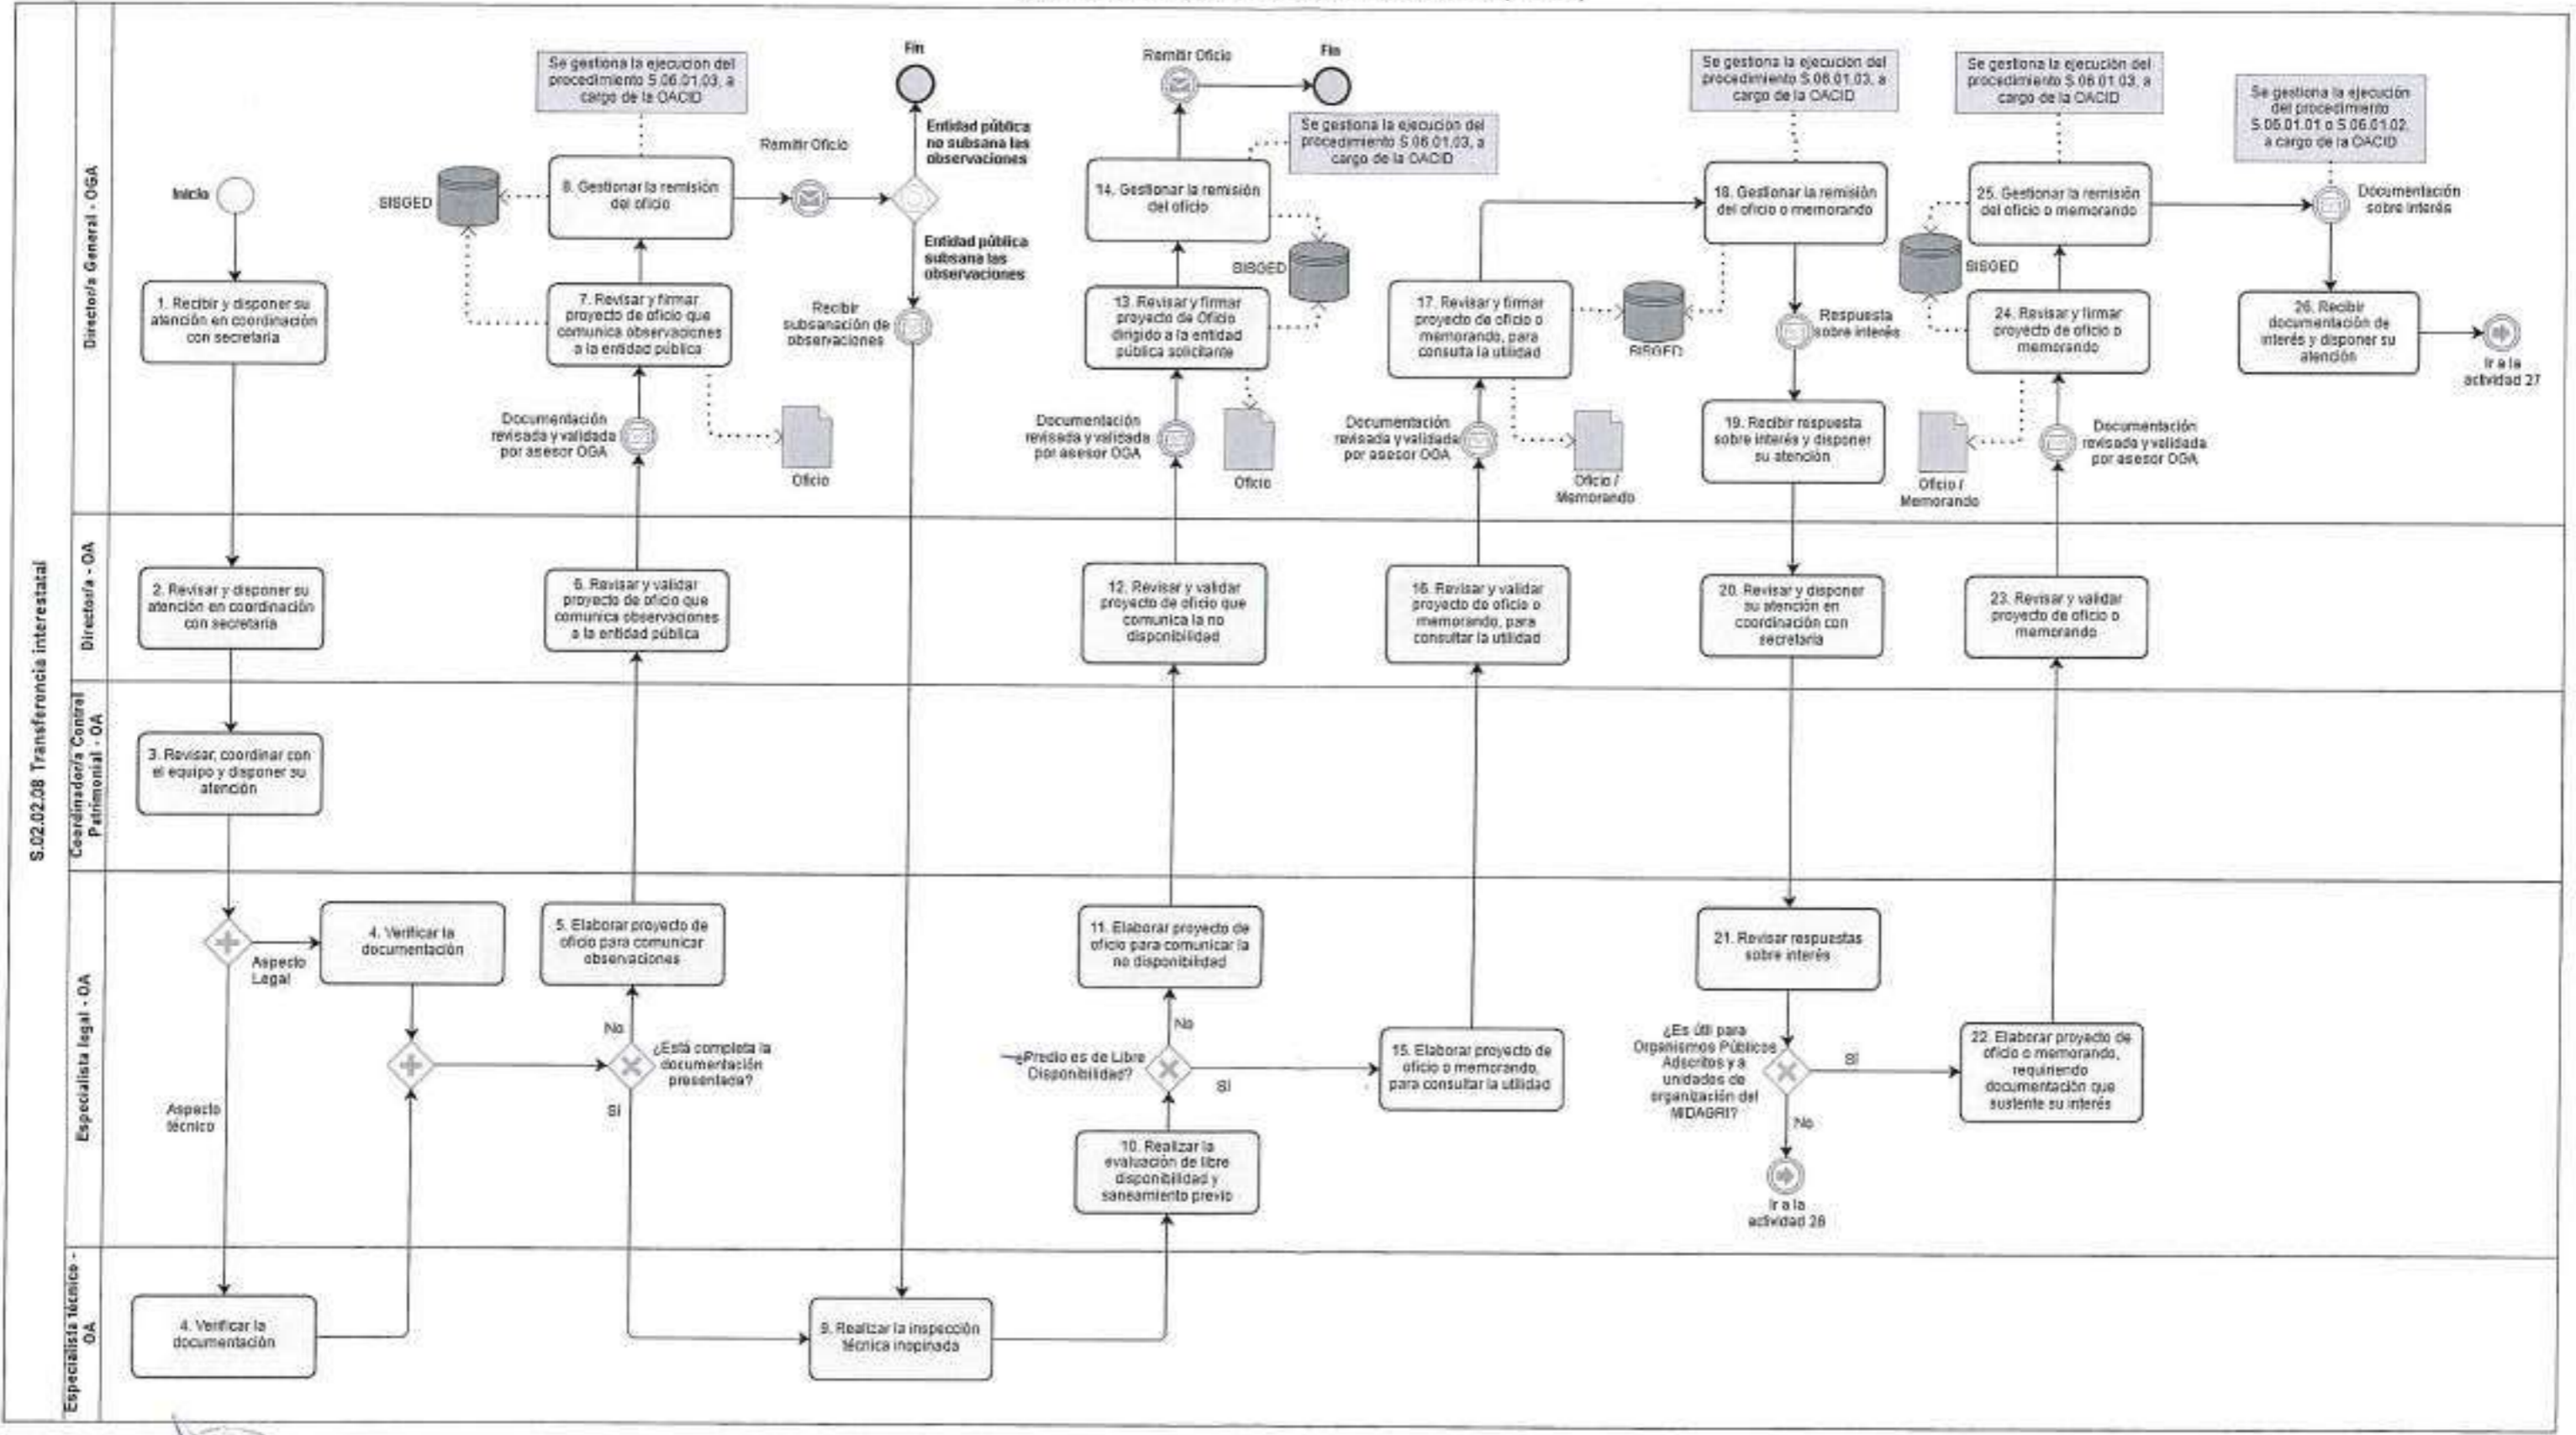 S.02.02.08 Transferencia interestatal
Director/a General - OGA
Inicio
1. Recibir y disponer su
atención en coordinación
con secretaria
SISGED
Se gestiona la ejecucion del
procedimiento S.06.01.03, a
cargo de la OACID
8. Gestionar la remisión
del oficio
7. Revisar y firmar
proyecto de oficio que
comunica observaciones
a la entidad pública
Documentación
revisada y validada
por asesor OGA
Oficio
Remitir Oficio
Fin
Entidad pública
no subsana las
observaciones
Entidad pública
subsana las
observaciones
Recibir
subsanación de
observaciones
Remitir Oficio
Fin
Se gestiona la ejecucion del
procedimiento S.06.01.03, a
cargo de la OACID
14. Gestionar la remisión
del oficio
SISGED
13. Revisar y firmar
proyecto de Oficio
dirigido a la entidad
pública solicitante
Documentación
revisada y validada
por asesor OGA
Oficio
17. Revisar y firmar
proyecto de oficio o
memorando, para
consulta la utilidad
Documentación
revisada y validada
por asesor OGA
Oficio /
Memorando
SISGED
Se gestiona la ejecución del
procedimiento S.06.01.03, a
cargo de la OACID
18. Gestionar la remisión
del oficio o memorando
Respuesta
sobre interés
19. Recibir respuesta
sobre interés y disponer
su atención
Se gestiona la ejecución del
procedimiento S.06.01.03, a
cargo de la OACID
25. Gestionar la remisión
del oficio o memorando
SISGED
24. Revisar y firmar
proyecto de oficio o
memorando
Oficio /
Memorando
Documentación
revisada y validada
por asesor OGA
Se gestiona la ejecución
del procedimiento
S.06.01.01 o S.06.01.02,
a cargo de la OACID
Documentación
sobre interés
26. Recibir
documentación de
interés y disponer su
atención
Ir a la
actividad 27
Director/a - OA
2. Revisar y disponer su
atención en coordinación
con secretaria
6. Revisar y validar
proyecto de oficio que
comunica observaciones
a la entidad pública
12. Revisar y validar
proyecto de oficio que
comunica la no
disponibilidad
16. Revisar y validar
proyecto de oficio o
memorando, para
consultar la utilidad
20. Revisar y disponer
su atención en
coordinación con
secretaria
23. Revisar y validar
proyecto de oficio o
memorando
Coordinador/a Control
Patrimonial - OA
3. Revisar, coordinar con
el equipo y disponer su
atención
Especialista legal - OA
Aspecto
Legal
Aspecto
técnico
4. Verificar la
documentación
5. Elaborar proyecto de
oficio para comunicar
observaciones
No
¿Está completa la
documentación
presentada?
Sí
11. Elaborar proyecto de
oficio para comunicar la
no disponibilidad
No
¿Predio es de Libre
Disponibilidad?
Sí
10. Realizar la
evaluación de libre
disponibilidad y
saneamiento previo
15. Elaborar proyecto de
oficio o memorando,
para consultar la utilidad
21. Revisar respuestas
sobre interés
¿Es útil para
Organismos Públicos
Adscritos y a
unidades de
organización del
MIDAGRI?
Sí
No
Ir a la
actividad 28
22. Elaborar proyecto de
oficio o memorando,
requiriendo
documentación que
sustente su interés
Especialista técnico -
OA
4. Verificar la
documentación
9. Realizar la inspección
técnica inopinada